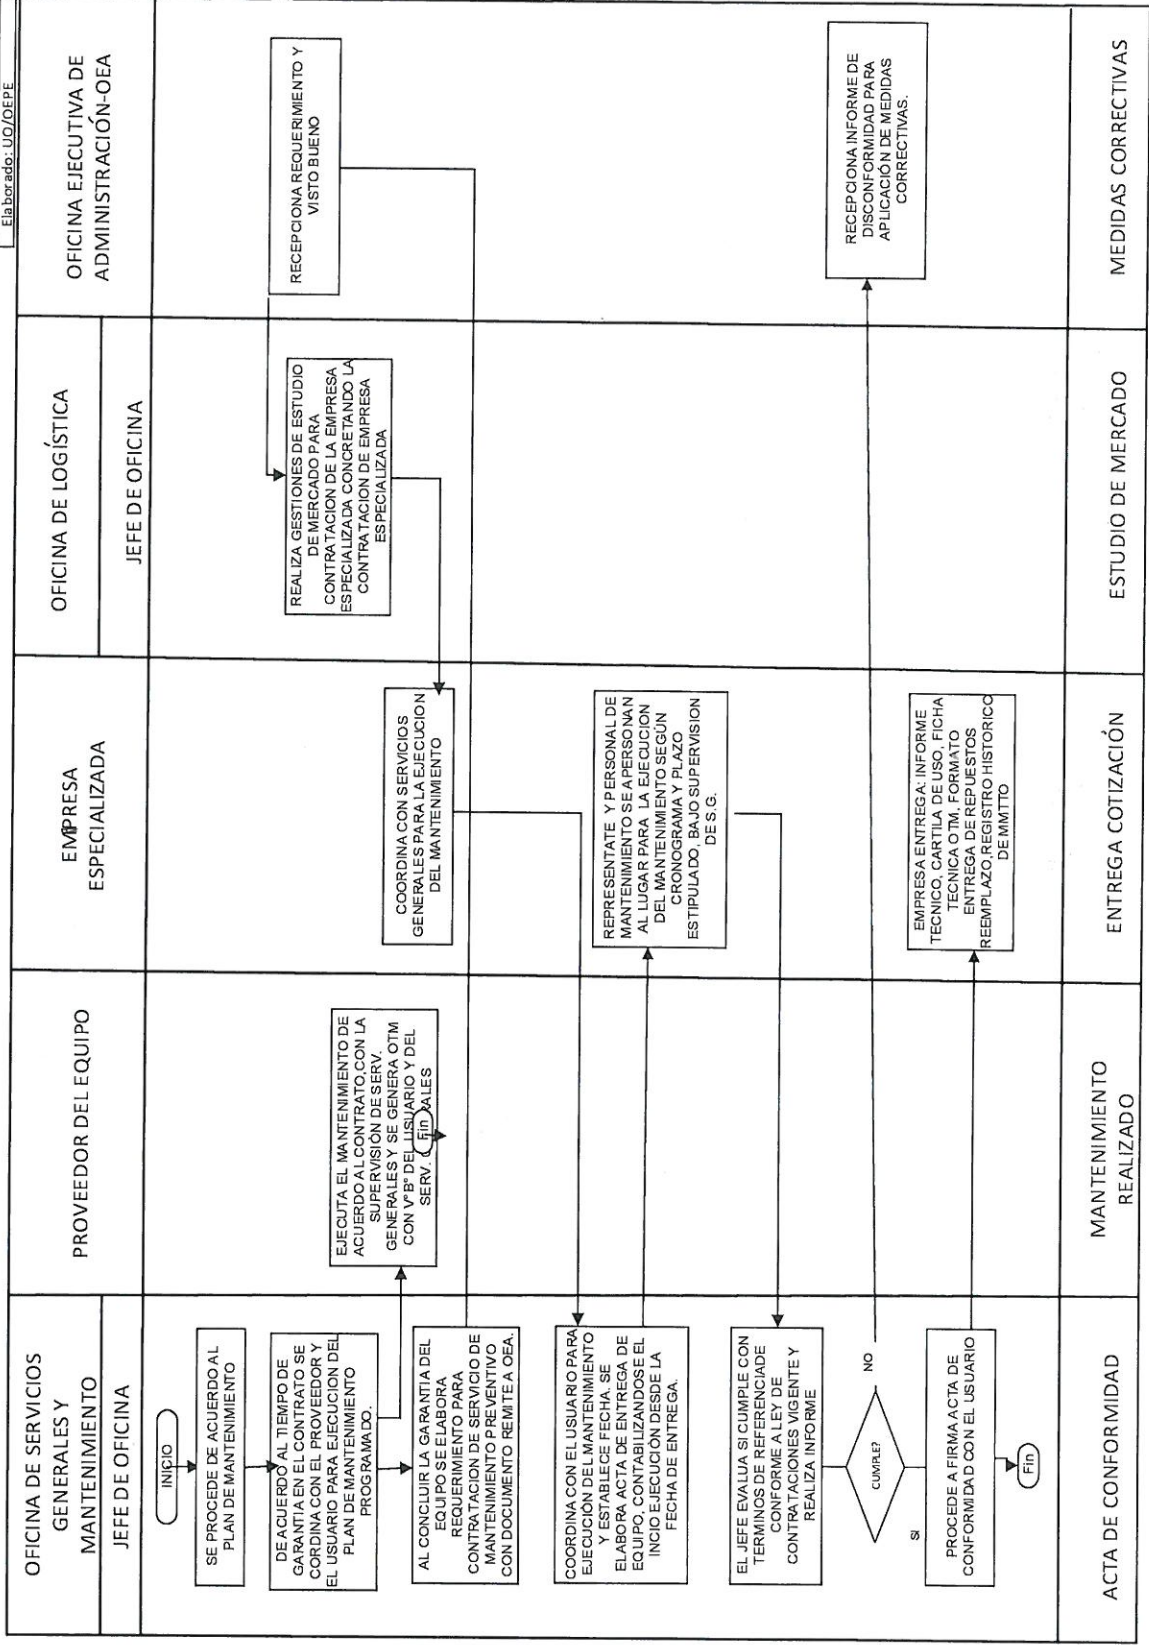 Elaborado: UO/OEPE
OFICINA DE SERVICIOS
GENERALES Y
MANTENIMIENTO
JEFE DE OFICINA
PROVEEDOR DEL EQUIPO
EMPRESA
ESPECIALIZADA
OFICINA DE LOGÍSTICA
JEFE DE OFICINA
OFICINA EJECUTIVA DE
ADMINISTRACIÓN-OEA
INICIO
SE PROCEDE DE ACUERDO AL
PLAN DE MANTENIMIENTO
DE ACUERDO AL TIEMPO DE
GARANTIA EN EL CONTRATO SE
CORDINA CON EL PROVEEDOR Y
EL USUARIO PARA EJECUCION DEL
PLAN DE MANTENIMIENTO
PROGRAMADO.
EJECUTA EL MANTENIMIENTO DE
ACUERDO AL CONTRATO,CON LA
SUPERVISIÓN DE SERV.
GENERALES Y SE GENERA OTM
CON V°B° DEL USUARIO Y DEL
SERV. G RALES
Fin
AL CONCLUIR LA GARANTIA DEL
EQUIPO SE ELABORA
REQUERIMIENTO PARA
CONTRATACION DE SERVICIO DE
MANTENIMIENTO PREVENTIVO
CON DOCUMENTO REMITE A OEA.
RECEPCIONA REQUERIMIENTO Y
VISTO BUENO
REALIZA GESTIONES DE ESTUDIO
DE MERCADO PARA
CONTRATACION DE LA EMPRESA
ESPECIALIZADA CONCRETANDO LA
CONTRATACION DE EMPRESA
ESPECIALIZADA
COORDINA CON SERVICIOS
GENERALES PARA LA EJECUCION
DEL MANTENIMIENTO
COORDINA CON EL USUARIO PARA
EJECUCIÓN DEL MANTENIMIENTO
Y ESTABLECE FECHA. SE
ELABORA ACTA DE ENTREGA DE
EQUIPO, CONTABILIZANDOSE EL
INCIO EJECUCIÓN DESDE LA
FECHA DE ENTREGA.
REPRESENTATE Y PERSONAL DE
MANTENIMIENTO SE APERSONAN
AL LUGAR PARA LA EJECUCION
DEL MANTENIMIENTO SEGÚN
CRONOGRAMA Y PLAZO
ESTIPULADO, BAJO SUPERVISION
DE S.G.
EL JEFE EVALUA SI CUMPLE CON
TERMINOS DE REFERENCIADE
CONFORME A LEY DE
CONTRATACIONES VIGENTE Y
REALIZA INFORME
CUMPLE?
NO
SI
RECEPCIONA INFORME DE
DISCONFORMIDAD PARA
APLICACIÓN DE MEDIDAS
CORRECTIVAS.
PROCEDE A FIRMA ACTA DE
CONFORMIDAD CON EL USUARIO
EMPRESA ENTREGA: INFORME
TECNICO, CARTILA DE USO, FICHA
TECNICA OTM, FORMATO
ENTREGA DE REPUESTOS
REEMPLAZO,REGISTRO HISTORICO
DE MMTTO
Fin
ACTA DE CONFORMIDAD
MANTENIMIENTO
REALIZADO
ENTREGA COTIZACIÓN
ESTUDIO DE MERCADO
MEDIDAS CORRECTIVAS